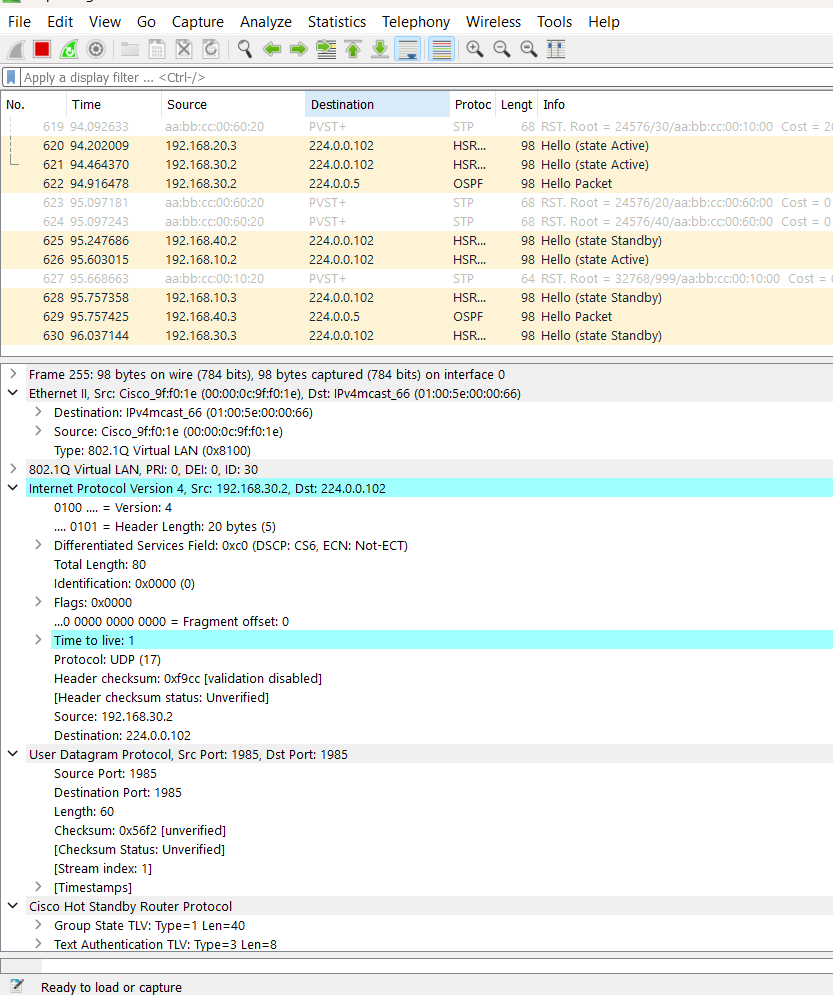 File Edit View Go Capture Analyze Statistics Telephony Wireless Tools Help
Apply a display filter ... <Ctrl-/>
No. Time Source Destination Protoc Lengt Info
619 94.092633 aa:bb:cc:00:60:20 PVST+ STP 68 RST. Root = 24576/30/aa:bb:cc:00:10:00 Cost = 20
620 94.202009 192.168.20.3 224.0.0.102 HSR... 98 Hello (state Active)
621 94.464370 192.168.30.2 224.0.0.102 HSR... 98 Hello (state Active)
622 94.916478 192.168.30.2 224.0.0.5 OSPF 98 Hello Packet
623 95.097181 aa:bb:cc:00:60:20 PVST+ STP 68 RST. Root = 24576/20/aa:bb:cc:00:60:00 Cost = 0
624 95.097243 aa:bb:cc:00:60:20 PVST+ STP 68 RST. Root = 24576/40/aa:bb:cc:00:60:00 Cost = 0
625 95.247686 192.168.40.2 224.0.0.102 HSR... 98 Hello (state Standby)
626 95.603015 192.168.10.2 224.0.0.102 HSR... 98 Hello (state Active)
627 95.668663 aa:bb:cc:00:10:20 PVST+ STP 64 RST. Root = 32768/999/aa:bb:cc:00:10:00 Cost =
628 95.757358 192.168.10.3 224.0.0.102 HSR... 98 Hello (state Standby)
629 95.757425 192.168.40.3 224.0.0.5 OSPF 98 Hello Packet
630 96.037144 192.168.30.3 224.0.0.102 HSR... 98 Hello (state Standby)
Frame 255: 98 bytes on wire (784 bits), 98 bytes captured (784 bits) on interface 0
Ethernet II, Src: Cisco_9f:f0:1e (00:00:0c:9f:f0:1e), Dst: IPv4mcast_66 (01:00:5e:00:00:66)
Destination: IPv4mcast_66 (01:00:5e:00:00:66)
Source: Cisco_9f:f0:1e (00:00:0c:9f:f0:1e)
Type: 802.1Q Virtual LAN (0x8100)
802.1Q Virtual LAN, PRI: 0, DEI: 0, ID: 30
Internet Protocol Version 4, Src: 192.168.30.2, Dst: 224.0.0.102
0100 .... = Version: 4
.... 0101 = Header Length: 20 bytes (5)
Differentiated Services Field: 0xc0 (DSCP: CS6, ECN: Not-ECT)
Total Length: 80
Identification: 0x0000 (0)
Flags: 0x0000
...0 0000 0000 0000 = Fragment offset: 0
Time to live: 1
Protocol: UDP (17)
Header checksum: 0xf9cc [validation disabled]
[Header checksum status: Unverified]
Source: 192.168.30.2
Destination: 224.0.0.102
User Datagram Protocol, Src Port: 1985, Dst Port: 1985
Source Port: 1985
Destination Port: 1985
Length: 60
Checksum: 0x56f2 [unverified]
[Checksum Status: Unverified]
[Stream index: 1]
[Timestamps]
Cisco Hot Standby Router Protocol
Group State TLV: Type=1 Len=40
Text Authentication TLV: Type=3 Len=8
Ready to load or capture